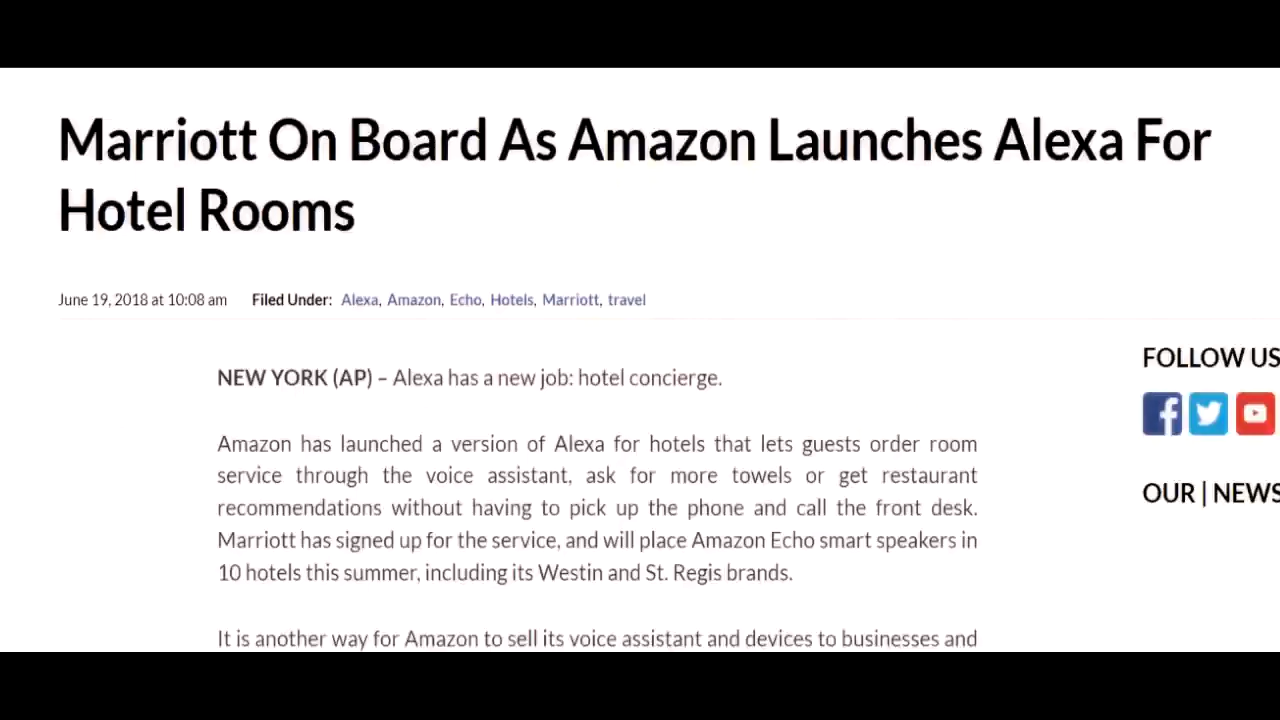 Marriott On Board As Amazon Launches Alexa For
Hotel Rooms
June 19, 2018 at 10:08 am Filed Under: Alexa, Amazon, Echo, Hotels, Marriott, travel
FOLLOW US
NEW YORK (AP) – Alexa has a new job: hotel concierge.
Amazon has launched a version of Alexa for hotels that lets guests order room
service through the voice assistant, ask for more towels or get restaurant
recommendations without having to pick up the phone and call the front desk.
Marriott has signed up for the service, and will place Amazon Echo smart speakers in
10 hotels this summer, including its Westin and St. Regis brands.
It is another way for Amazon to sell its voice assistant and devices to businesses and
OUR | NEWS